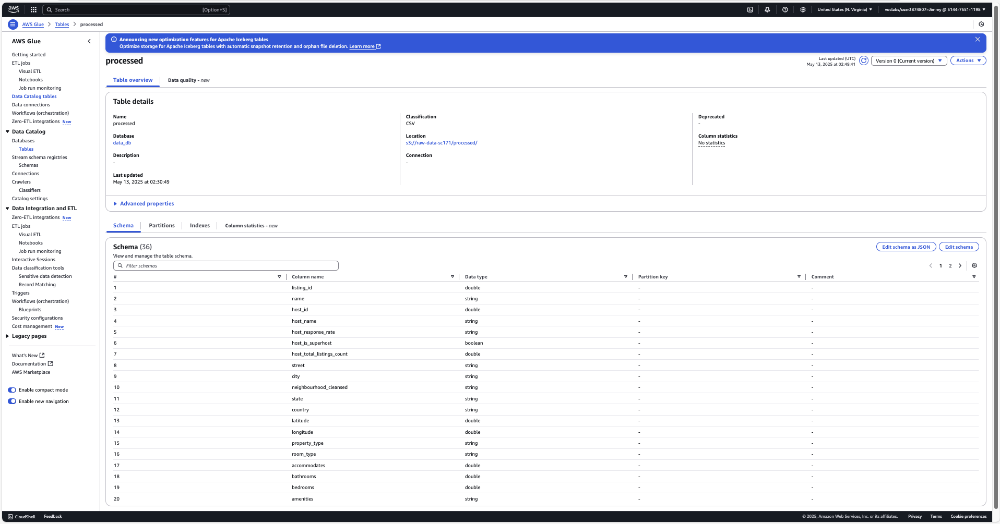 aws Search [Option+S] United States (N. Virginia) voclabs/user3874807=Jimmy @ 5144-7551-1198
AWS Glue Tables processed
AWS Glue
Getting started
ETL jobs
Visual ETL
Notebooks
Job run monitoring
Data Catalog tables
Data connections
Workflows (orchestration)
Zero-ETL integrations New
Data Catalog
Databases
Tables
Stream schema registries
Schemas
Connections
Crawlers
Classifiers
Catalog settings
Data Integration and ETL
Zero-ETL integrations New
ETL jobs
Visual ETL
Notebooks
Job run monitoring
Interactive Sessions
Data classification tools
Sensitive data detection
Record Matching
Triggers
Workflows (orchestration)
Blueprints
Security configurations
Cost management New
Legacy pages
What's New
Documentation
AWS Marketplace
Enable compact mode
Enable new navigation
Announcing new optimization features for Apache Iceberg tables
Optimize storage for Apache Iceberg tables with automatic snapshot retention and orphan file deletion. Learn more
processed
Last updated (UTC)
May 13, 2025 at 02:49:41
Version 0 (Current version) Actions
Table overview Data quality - new
Table details
Name
processed
Database
data_db
Description
-
Last updated
May 13, 2025 at 02:30:49
Classification
CSV
Location
s3://raw-data-sc171/processed/
Connection
-
Deprecated
-
Column statistics
No statistics
Advanced properties
Schema Partitions Indexes Column statistics - new
Schema (36)
View and manage the table schema.
Edit schema as JSON Edit schema
Filter schemas
1 2
# Column name Data type Partition key Comment
1 listing_id double - -
2 name string - -
3 host_id double - -
4 host_name string - -
5 host_response_rate string - -
6 host_is_superhost boolean - -
7 host_total_listings_count double - -
8 street string - -
9 city string - -
10 neighbourhood_cleansed string - -
11 state string - -
12 country string - -
13 latitude double - -
14 longitude double - -
15 property_type string - -
16 room_type string - -
17 accommodates double - -
18 bathrooms double - -
19 bedrooms double - -
20 amenities string - -
CloudShell Feedback © 2025, Amazon Web Services, Inc. or its affiliates. Privacy Terms Cookie preferences